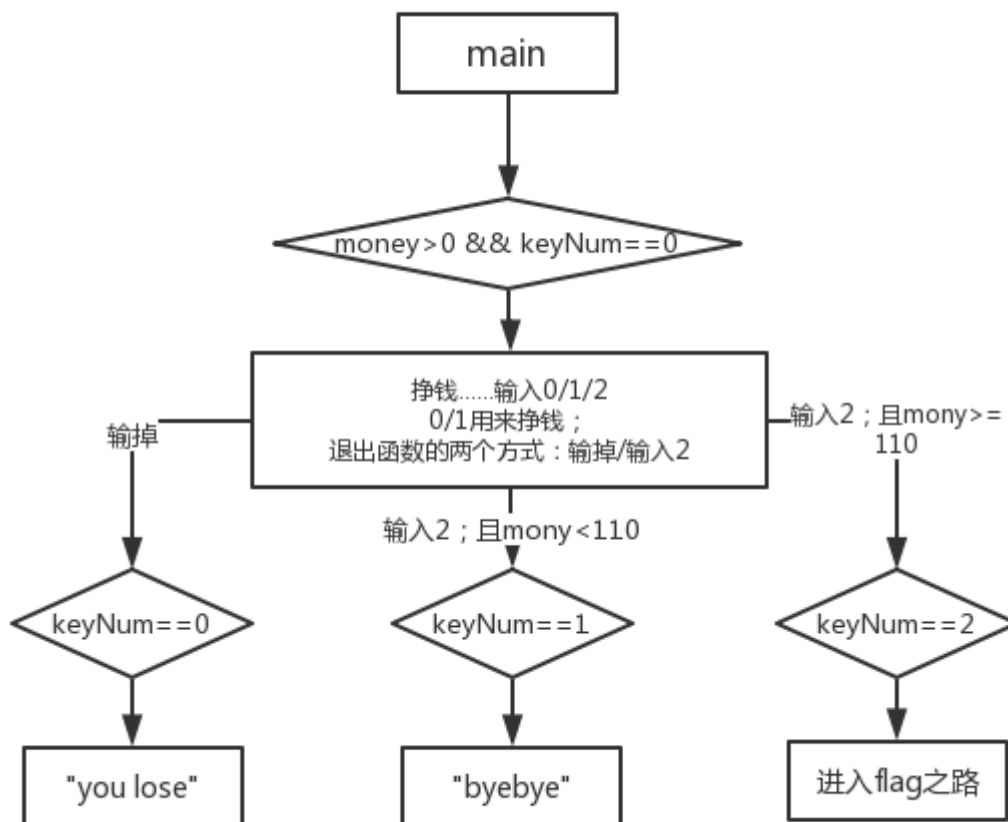 main
money>0 && keyNum==0
挣钱......输入0/1/2
0/1用来挣钱；
退出函数的两个方式：输掉/输入2
输掉
输入2；且mony<110
输入2；且mony>=
110
keyNum==0
keyNum==1
keyNum==2
"you lose"
"byebye"
进入flag之路